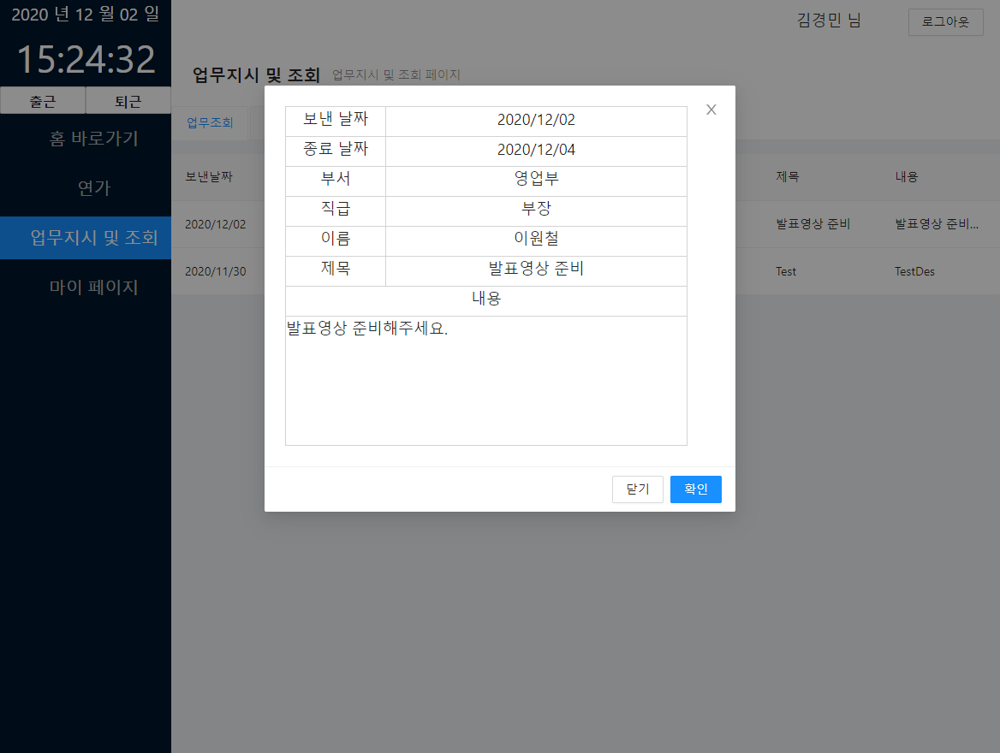 2020 년 12 월 02 일
15:24:32
출근 퇴근
홈 바로가기
연가
업무지시 및 조회
마이 페이지
김경민 님
로그아웃
업무지시 및 조회 업무지시 및 조회 페이지
업무조회
보낸날짜 제목 내용
2020/12/02 발표영상 준비 발표영상 준비...
2020/11/30 Test TestDes
보낸 날짜 2020/12/02
종료 날짜 2020/12/04
부서 영업부
직급 부장
이름 이원철
제목 발표영상 준비
내용
발표영상 준비해주세요.
닫기 확인